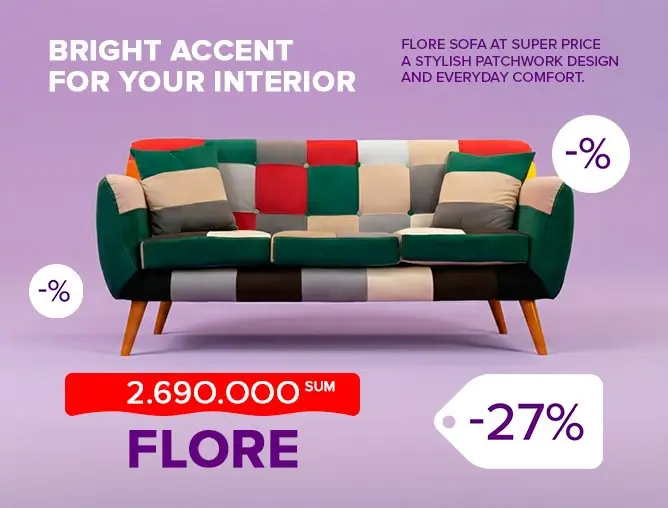 BRIGHT ACCENT
FOR YOUR INTERIOR
FLORE SOFA AT SUPER PRICE
A STYLISH PATCHWORK DESIGN
AND EVERYDAY COMFORT.
-%
-%
2.690.000 SUM
-27%
FLORE